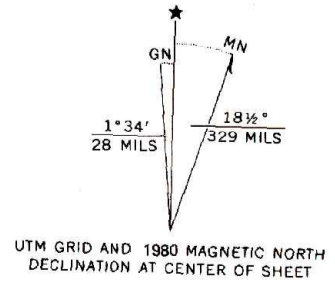 ★
GN
MN
1°34'
28 MILS
18½°
329 MILS
UTM GRID AND 1980 MAGNETIC NORTH
DECLINATION AT CENTER OF SHEET